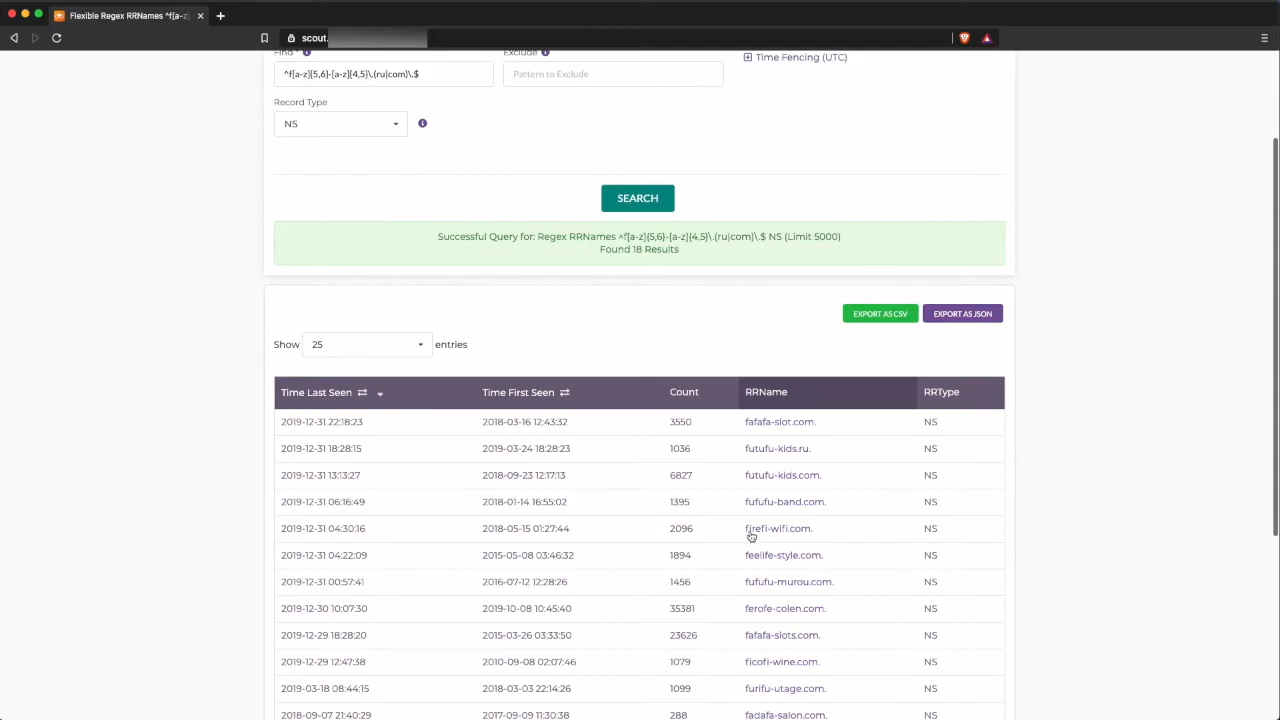 Flexible Regex RRNames ^f[a-z]
scout.
Find * Exclude
Time Fencing (UTC)
^f[a-z]{5,6}-[a-z]{4,5}\.(ru|com)\.$ Pattern to Exclude
Record Type
NS
SEARCH
Successful Query for: Regex RRNames ^f[a-z]{5,6}-[a-z]{4,5}\.(ru|com)\.$ NS (Limit 5000)
Found 18 Results
EXPORT AS CSV EXPORT AS JSON
Show 25 entries
Time Last Seen Time First Seen Count RRName RRType
2019-12-31 22:18:23 2018-03-16 12:43:32 3550 fafafa-slot.com. NS
2019-12-31 18:28:15 2019-03-24 18:28:23 1036 futufu-kids.ru. NS
2019-12-31 13:13:27 2018-09-23 12:17:13 6827 futufu-kids.com. NS
2019-12-31 06:16:49 2018-01-14 16:55:02 1395 fufufu-band.com. NS
2019-12-31 04:30:16 2018-05-15 01:27:44 2096 firefi-wifi.com. NS
2019-12-31 04:22:09 2015-05-08 03:46:32 1894 feelife-style.com. NS
2019-12-31 00:57:41 2016-07-12 12:28:26 1456 fufufu-murou.com. NS
2019-12-30 10:07:30 2019-10-08 10:45:40 35381 ferofe-colen.com. NS
2019-12-29 18:28:20 2015-03-26 03:33:50 23626 fafafa-slots.com. NS
2019-12-29 12:47:38 2010-09-08 02:07:46 1079 ficofi-wine.com. NS
2019-03-18 08:44:15 2018-03-03 22:14:26 1099 furifu-utage.com. NS
2018-09-07 21:40:29 2017-09-09 11:30:38 288 fadafa-salon.com. NS